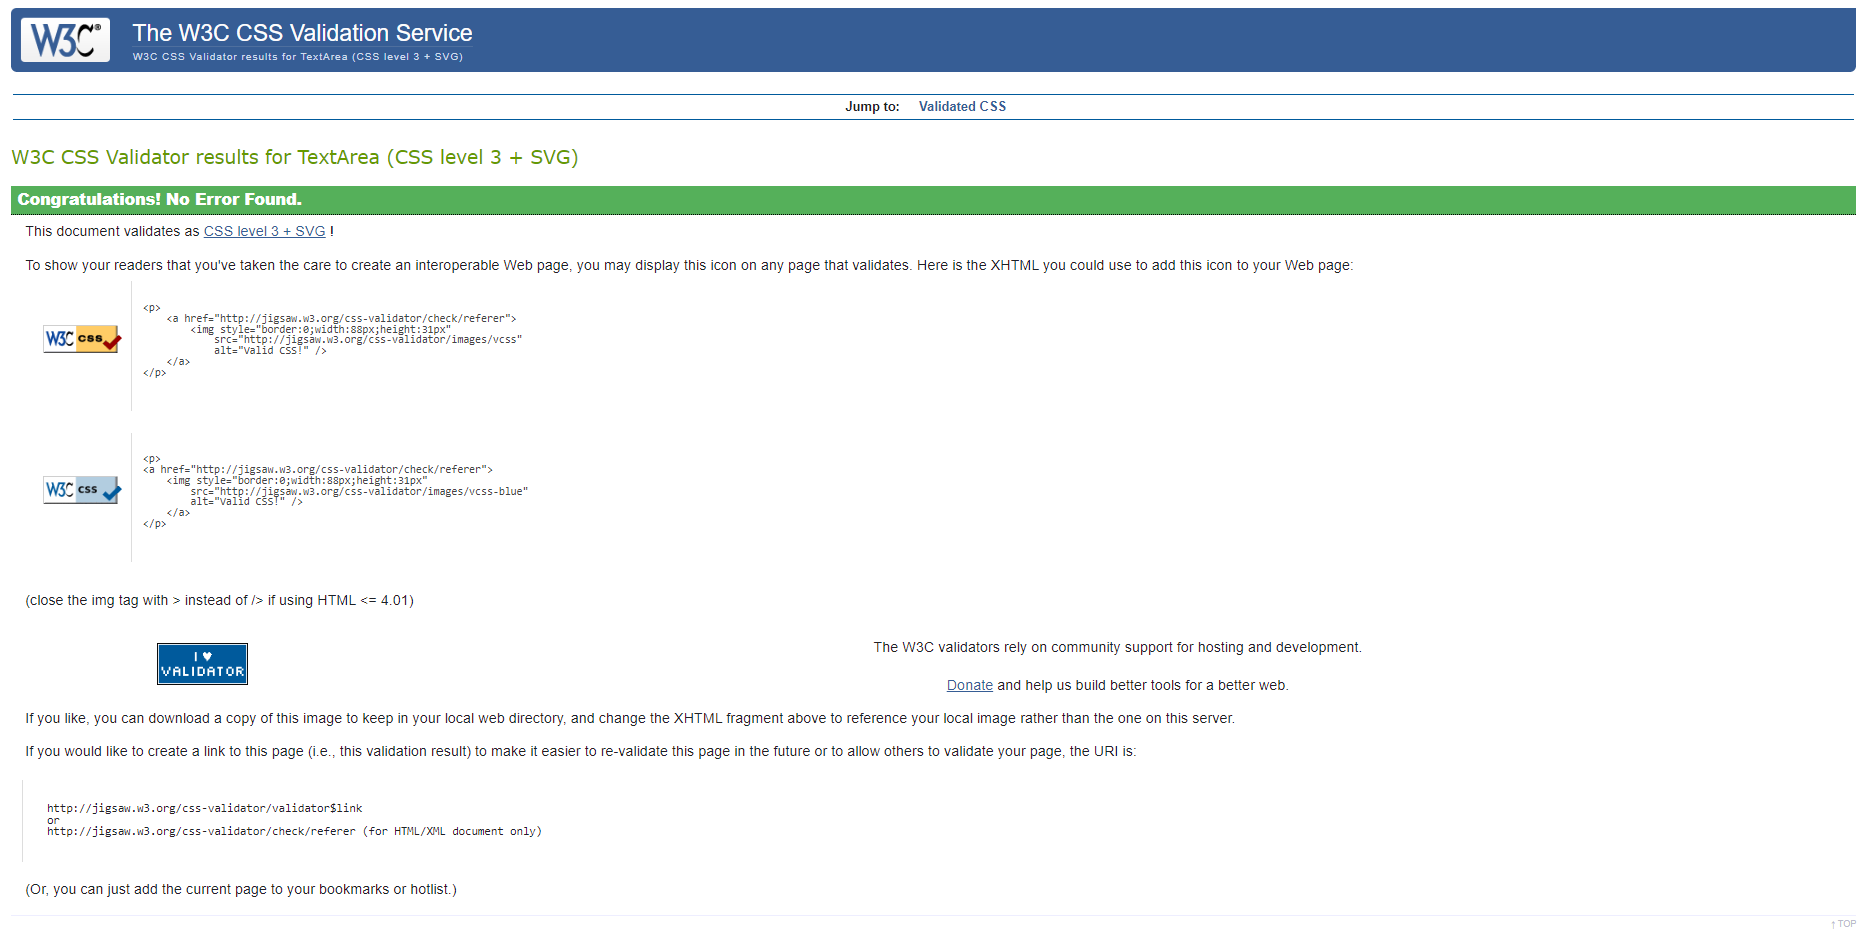 W3C®
The W3C CSS Validation Service
W3C CSS Validator results for TextArea (CSS level 3 + SVG)
Jump to: Validated CSS
W3C CSS Validator results for TextArea (CSS level 3 + SVG)
Congratulations! No Error Found.
This document validates as CSS level 3 + SVG !
To show your readers that you've taken the care to create an interoperable Web page, you may display this icon on any page that validates. Here is the XHTML you could use to add this icon to your Web page:
W3C css
<p>
    <a href="http://jigsaw.w3.org/css-validator/check/referer">
        <img style="border:0;width:88px;height:31px"
            src="http://jigsaw.w3.org/css-validator/images/vcss"
            alt="Valid CSS!" />
    </a>
</p>
W3C css
<p>
<a href="http://jigsaw.w3.org/css-validator/check/referer">
    <img style="border:0;width:88px;height:31px"
        src="http://jigsaw.w3.org/css-validator/images/vcss-blue"
        alt="Valid CSS!" />
    </a>
</p>
(close the img tag with > instead of /> if using HTML <= 4.01)
I ♥
VALIDATOR
The W3C validators rely on community support for hosting and development.
Donate and help us build better tools for a better web.
If you like, you can download a copy of this image to keep in your local web directory, and change the XHTML fragment above to reference your local image rather than the one on this server.
If you would like to create a link to this page (i.e., this validation result) to make it easier to re-validate this page in the future or to allow others to validate your page, the URI is:
http://jigsaw.w3.org/css-validator/validator$link
or
http://jigsaw.w3.org/css-validator/check/referer (for HTML/XML document only)
(Or, you can just add the current page to your bookmarks or hotlist.)
↑ TOP